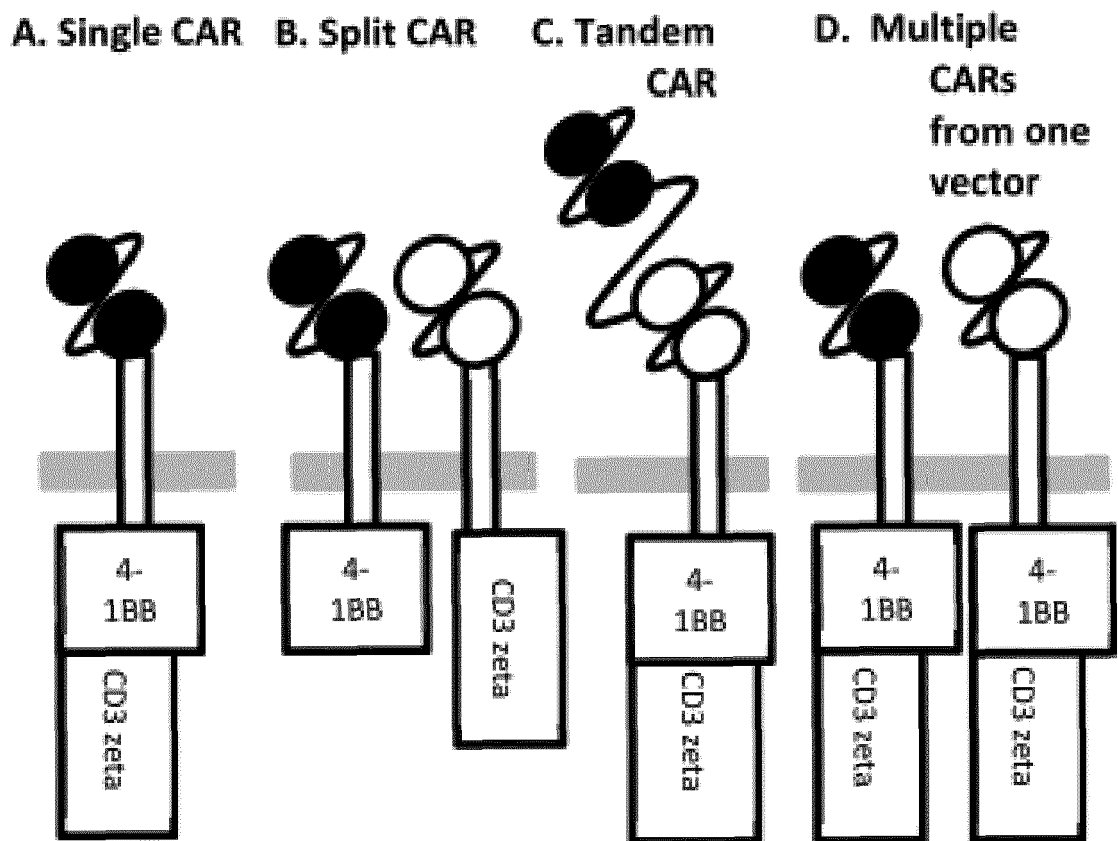 A. Single CAR
B. Split CAR
C. Tandem
CAR
D. Multiple
CARs
from one
vector
4-
1BB
CD3 zeta
4-
1BB
CD3 zeta
4-
1BB
CD3 zeta
4-
1BB
CD3 zeta
4-
1BB
CD3 zeta